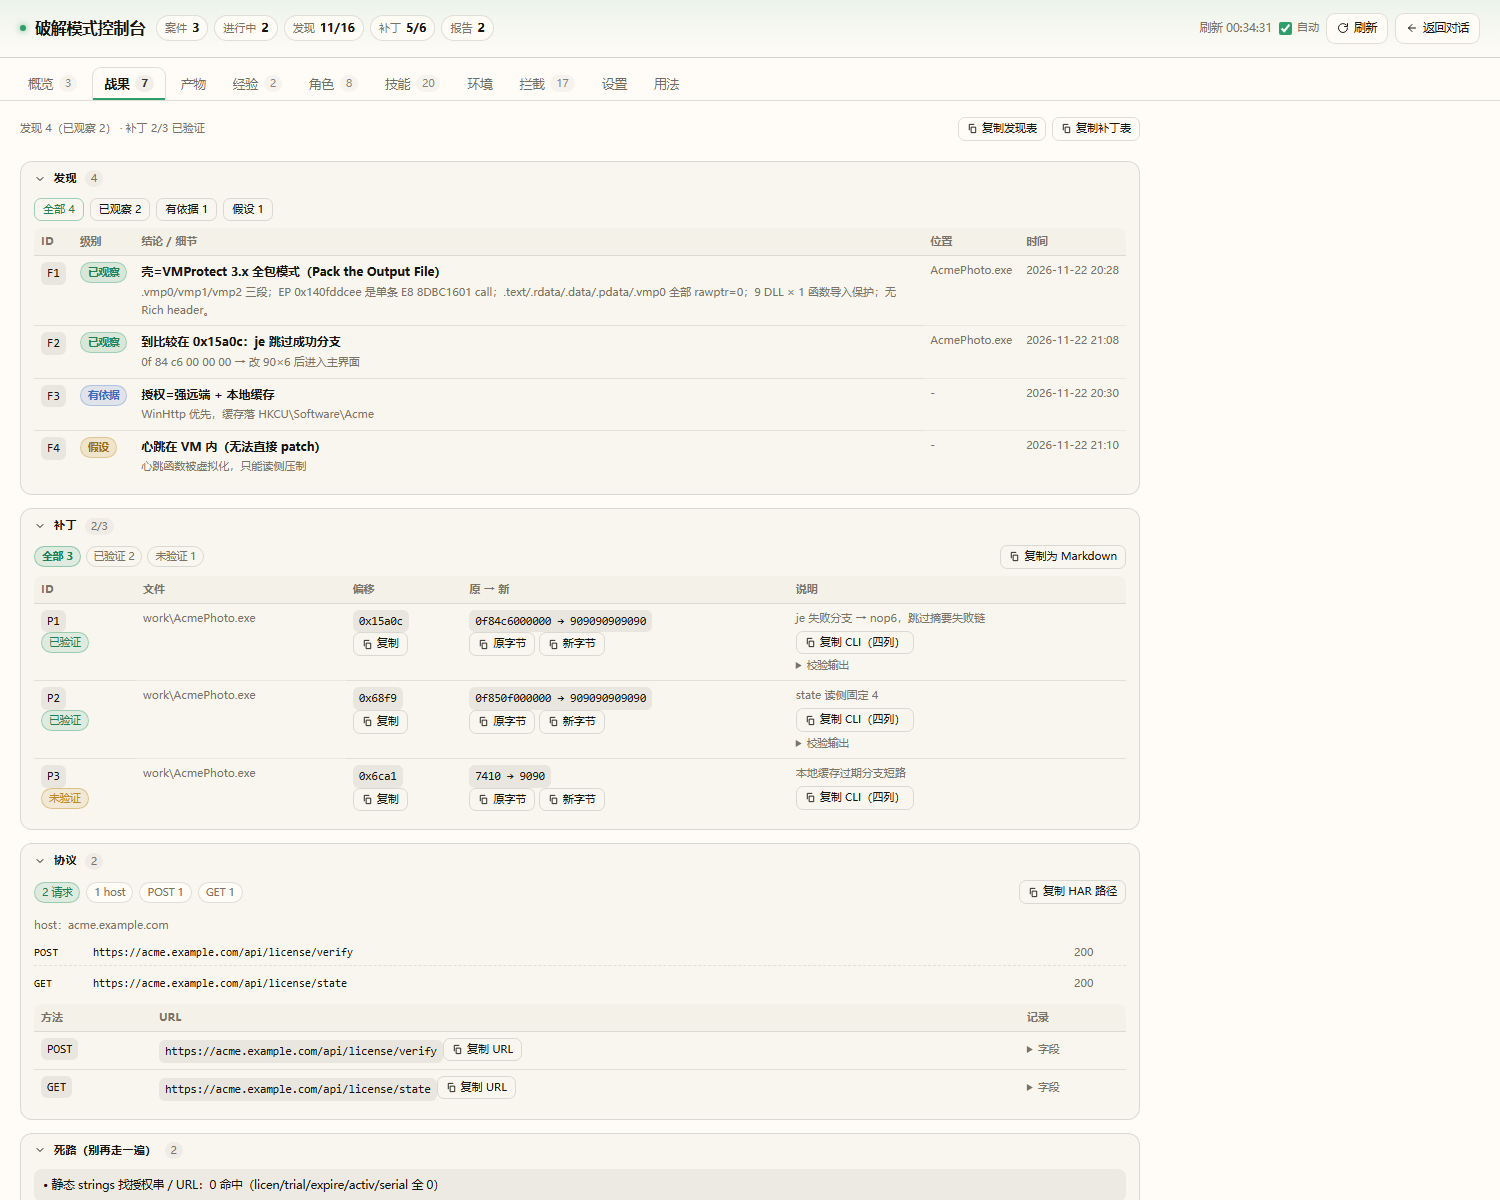 破解模式控制台 案件 3 进行中 2 发现 11/16 补丁 5/6 报告 2 刷新 00:34:31 自动 刷新 ← 返回对话
概览 3 战果 7 产物 经验 2 角色 8 技能 20 环境 拦截 17 设置 用法
发现 4（已观察 2） · 补丁 2/3 已验证 复制发现表 复制补丁表
发现 4
全部 4 已观察 2 有依据 1 假设 1
ID 级别 结论 / 细节 位置 时间
F1 已观察 壳=VMProtect 3.x 全包模式（Pack the Output File） AcmePhoto.exe 2026-11-22 20:28
.vmp0/vmp1/vmp2 三段；EP 0x140fddcee 是单条 E8 8DBC1601 call；.text/.rdata/.data/.pdata/.vmp0 全部 rawptr=0；9 DLL × 1 函数导入保护；无
Rich header。
F2 已观察 到比较在 0x15a0c：je 跳过成功分支 AcmePhoto.exe 2026-11-22 21:08
0f 84 c6 00 00 00 → 改 90×6 后进入主界面
F3 有依据 授权=强远端 + 本地缓存 - 2026-11-22 20:30
WinHttp 优先，缓存落 HKCU\Software\Acme
F4 假设 心跳在 VM 内（无法直接 patch） - 2026-11-22 21:10
心跳函数被虚拟化，只能读侧压制
补丁 2/3
全部 3 已验证 2 未验证 1 复制为 Markdown
ID 文件 偏移 原 → 新 说明
P1 work\AcmePhoto.exe 0x15a0c 0f84c6000000 → 909090909090 je 失败分支 → nop6，跳过摘要失败链
已验证 复制 原字节 新字节 复制 CLI（四列）
▶ 校验输出
P2 work\AcmePhoto.exe 0x68f9 0f850f000000 → 909090909090 state 读侧固定 4
已验证 复制 原字节 新字节 复制 CLI（四列）
▶ 校验输出
P3 work\AcmePhoto.exe 0x6ca1 7410 → 9090 本地缓存过期分支短路
未验证 复制 原字节 新字节 复制 CLI（四列）
协议 2
2 请求 1 host POST 1 GET 1 复制 HAR 路径
host：acme.example.com
POST https://acme.example.com/api/license/verify 200
GET https://acme.example.com/api/license/state 200
方法 URL 记录
POST https://acme.example.com/api/license/verify 复制 URL ▶ 字段
GET https://acme.example.com/api/license/state 复制 URL ▶ 字段
死路（别再走一遍） 2
• 静态 strings 找授权串 / URL：0 命中（licen/trial/expire/activ/serial 全 0）